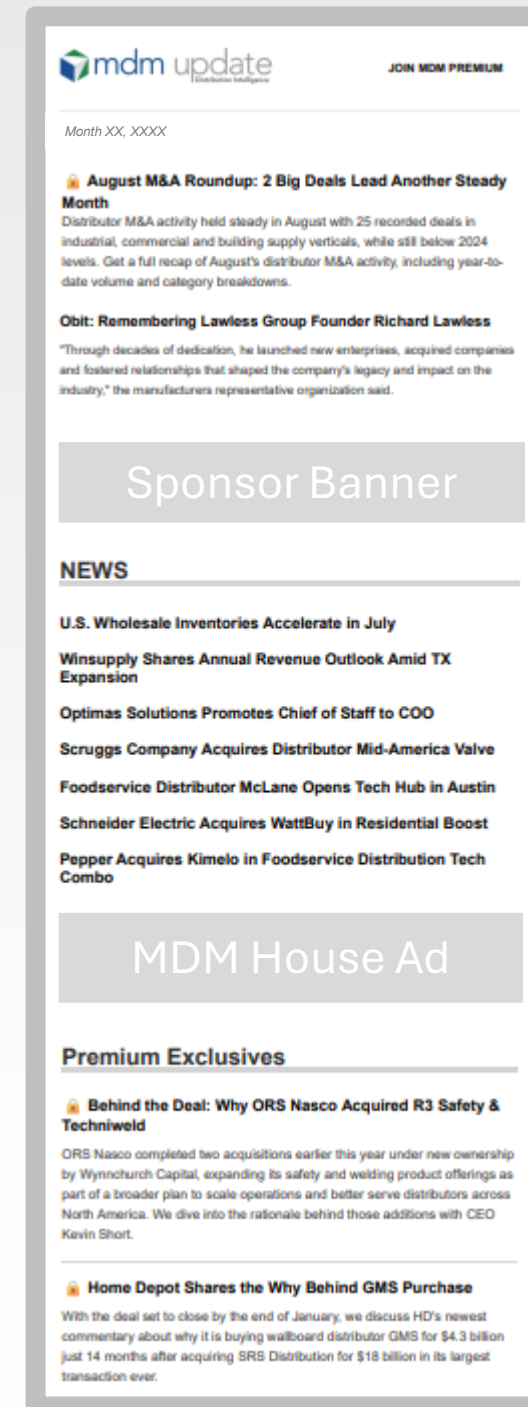 mdm update
Distribution Intelligence
JOIN MDM PREMIUM
Month XX, XXXX
August M&A Roundup: 2 Big Deals Lead Another Steady
Month
Distributor M&A activity held steady in August with 25 recorded deals in
industrial, commercial and building supply verticals, while still below 2024
levels. Get a full recap of August's distributor M&A activity, including year-to-
date volume and category breakdowns.
Obit: Remembering Lawless Group Founder Richard Lawless
"Through decades of dedication, he launched new enterprises, acquired companies
and fostered relationships that shaped the company's legacy and impact on the
industry," the manufacturers representative organization said.
Sponsor Banner
NEWS
U.S. Wholesale Inventories Accelerate in July
Winsupply Shares Annual Revenue Outlook Amid TX
Expansion
Optimas Solutions Promotes Chief of Staff to COO
Scruggs Company Acquires Distributor Mid-America Valve
Foodservice Distributor McLane Opens Tech Hub in Austin
Schneider Electric Acquires WattBuy in Residential Boost
Pepper Acquires Kimelo in Foodservice Distribution Tech
Combo
MDM House Ad
Premium Exclusives
Behind the Deal: Why ORS Nasco Acquired R3 Safety &
Techniweld
ORS Nasco completed two acquisitions earlier this year under new ownership
by Wynnchurch Capital, expanding its safety and welding product offerings as
part of a broader plan to scale operations and better serve distributors across
North America. We dive into the rationale behind those additions with CEO
Kevin Short.
Home Depot Shares the Why Behind GMS Purchase
With the deal set to close by the end of January, we discuss HD's newest
commentary about why it is buying wallboard distributor GMS for $4.3 billion
just 14 months after acquiring SRS Distribution for $18 billion in its largest
transaction ever.